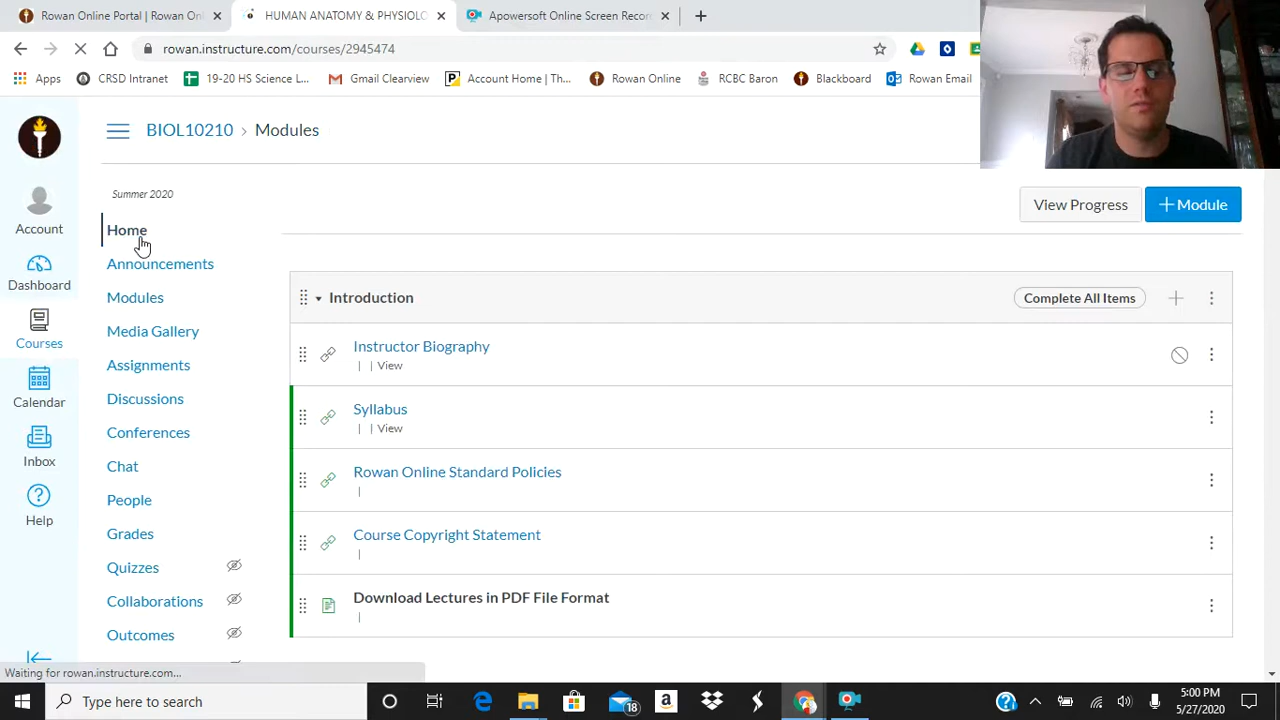 Rowan Online Portal | Rowan On
HUMAN ANATOMY & PHYSIOLO
Apowersoft Online Screen Recor
rowan.instructure.com/courses/2945474
Apps
CRSD Intranet
19-20 HS Science L...
Gmail Clearview
Account Home | Th...
Rowan Online
RCBC Baron
Blackboard
Rowan Email
BIOL10210 > Modules
Summer 2020
View Progress
+ Module
Account
Dashboard
Courses
Calendar
Inbox
Help
Home
Announcements
Modules
Media Gallery
Assignments
Discussions
Conferences
Chat
People
Grades
Quizzes
Collaborations
Outcomes
Introduction
Complete All Items
Instructor Biography
| | View
Syllabus
| | View
Rowan Online Standard Policies
|
Course Copyright Statement
|
Download Lectures in PDF File Format
|
Waiting for rowan.instructure.com...
Type here to search
18
5:00 PM
5/27/2020